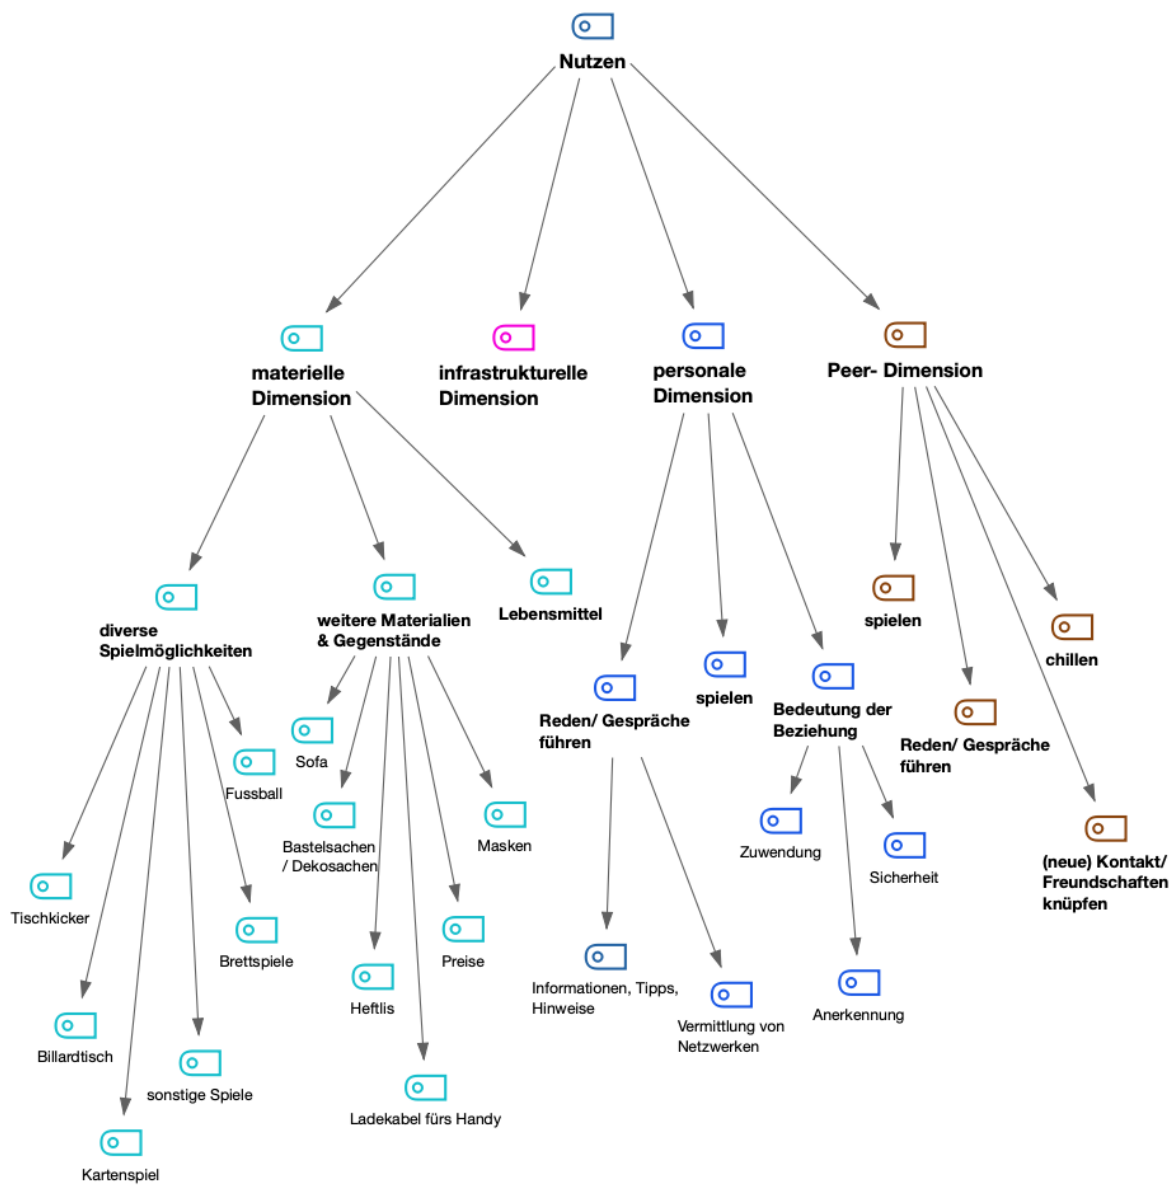 Nutzen
materielle
Dimension
infrastrukturelle
Dimension
personale
Dimension
Peer- Dimension
diverse
Spielmöglichkeiten
weitere Materialien
& Gegenstände
Lebensmittel
Reden/ Gespräche
führen
spielen
Bedeutung der
Beziehung
spielen
Reden/ Gespräche
führen
chillen
(neue) Kontakt/
Freundschaften
knüpfen
Tischkicker
Billardtisch
Kartenspiel
sonstige Spiele
Brettspiele
Fussball
Sofa
Bastelsachen
/ Dekosachen
Heftlis
Ladekabel fürs Handy
Preise
Masken
Informationen, Tipps,
Hinweise
Vermittlung von
Netzwerken
Zuwendung
Anerkennung
Sicherheit